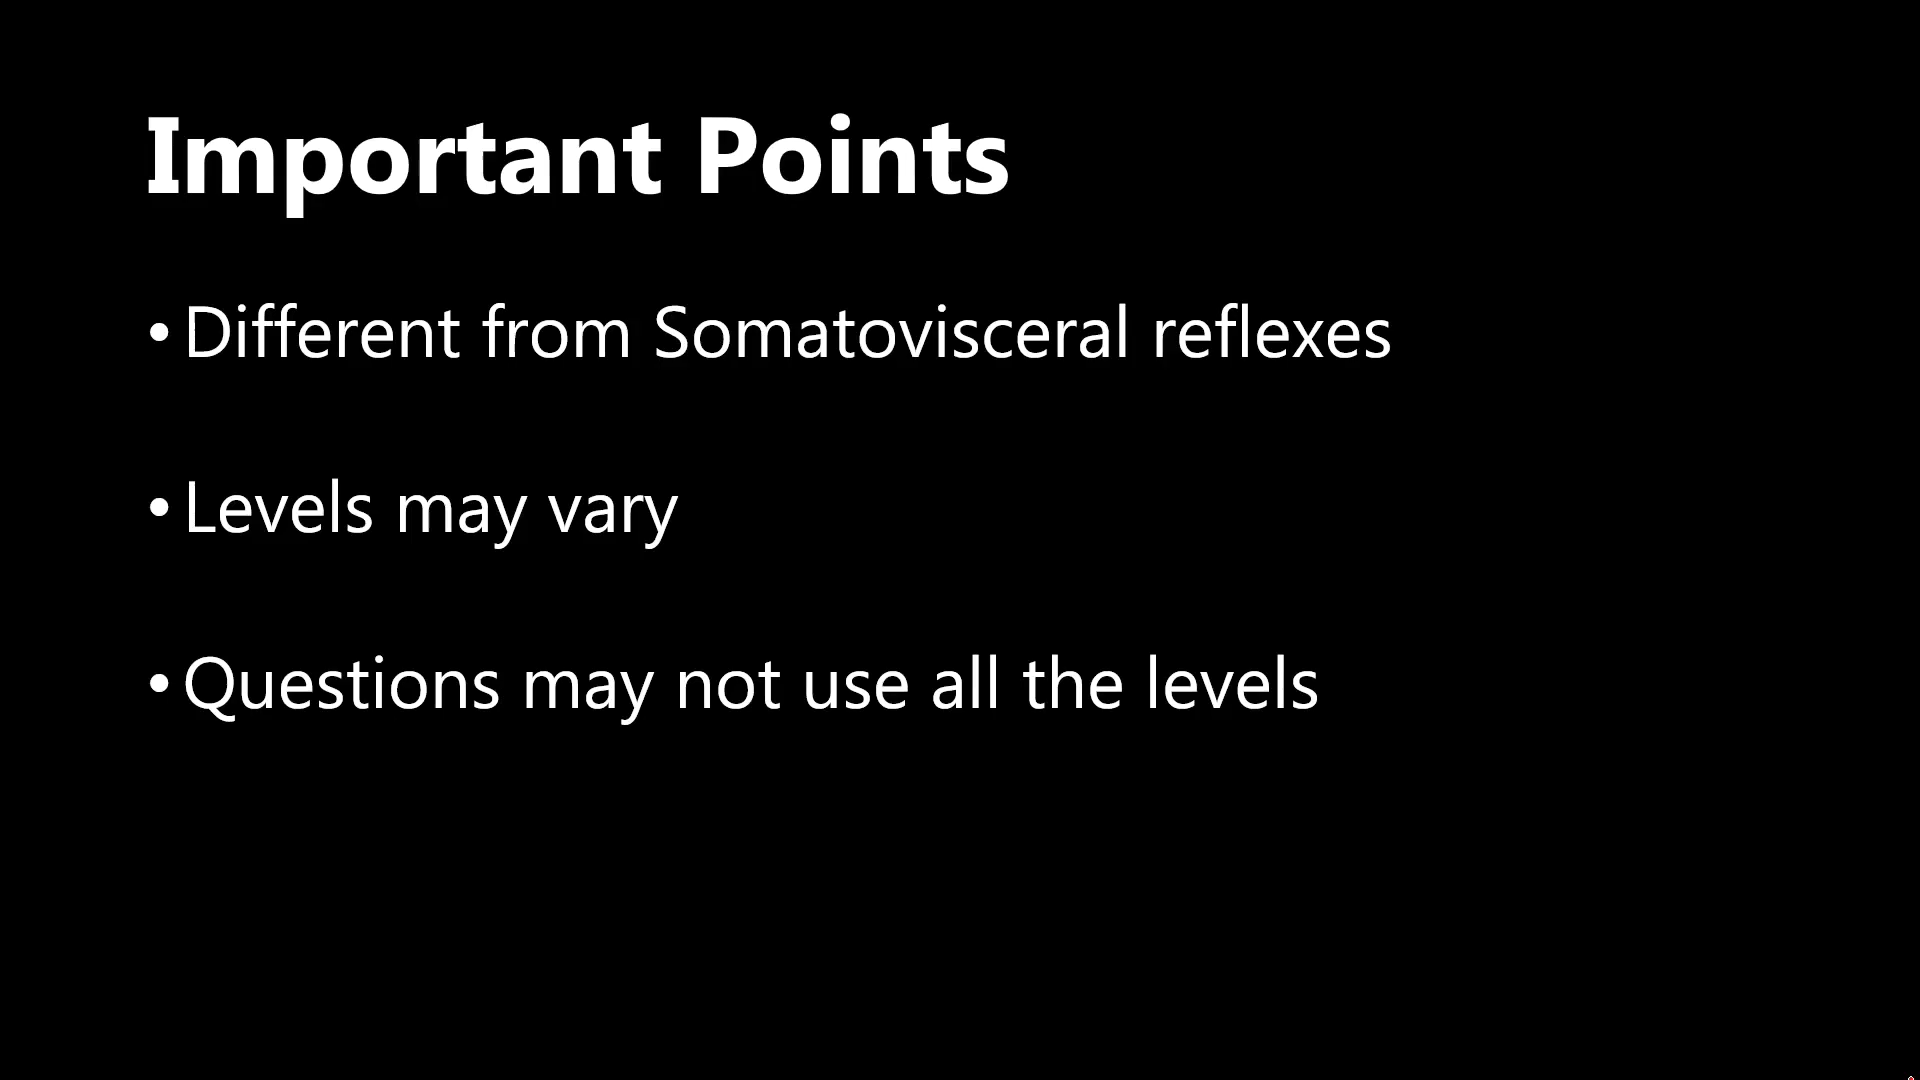 Important Points
• Different from Somatovisceral reflexes
• Levels may vary
• Questions may not use all the levels